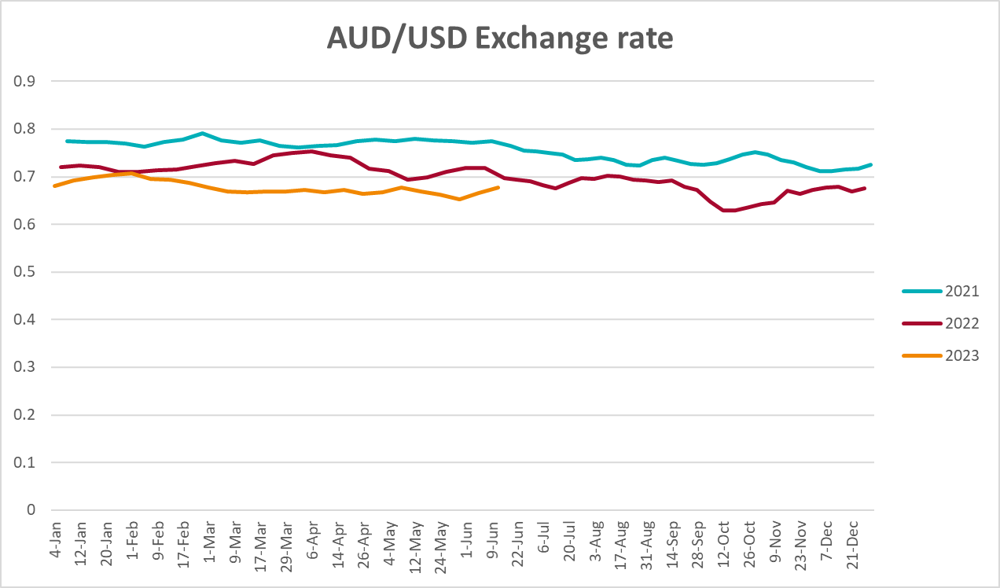 AUD/USD Exchange rate
0.9
0.8
0.7
0.6
0.5
0.4
0.3
0.2
0.1
0
4-Jan
12-Jan
20-Jan
1-Feb
9-Feb
17-Feb
1-Mar
9-Mar
17-Mar
29-Mar
6-Apr
14-Apr
26-Apr
4-May
12-May
24-May
1-Jun
9-Jun
22-Jun
6-Jul
20-Jul
3-Aug
17-Aug
31-Aug
14-Sep
28-Sep
12-Oct
26-Oct
9-Nov
23-Nov
7-Dec
21-Dec
2021
2022
2023